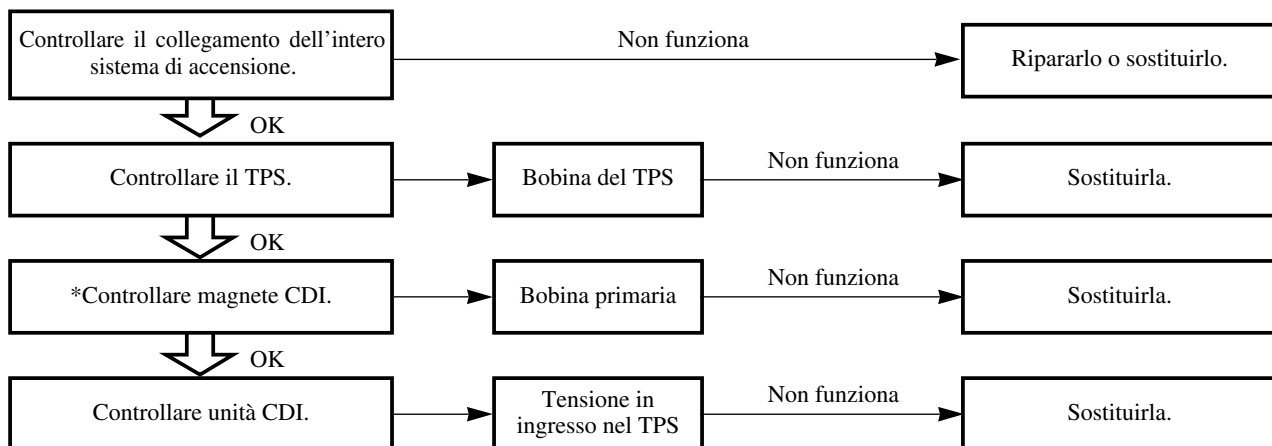 Controllare il collegamento dell'intero
sistema di accensione.
Non funziona
Ripararlo o sostituirlo.
OK
Controllare il TPS.
Bobina del TPS
Non funziona
Sostituirla.
OK
*Controllare magnete CDI.
Bobina primaria
Non funziona
Sostituirla.
OK
Controllare unità CDI.
Tensione in
ingresso nel TPS
Non funziona
Sostituirla.